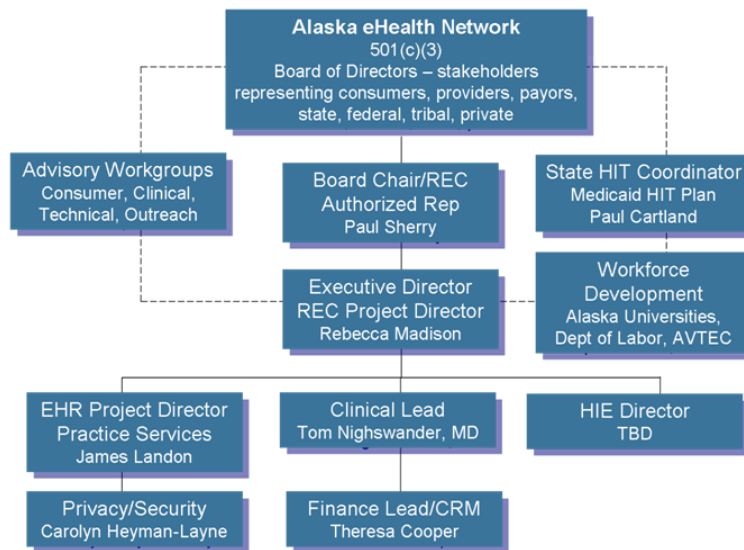 Alaska eHealth Network
501(c)(3)
Board of Directors – stakeholders
representing consumers, providers, payors,
state, federal, tribal, private
Advisory Workgroups
Consumer, Clinical,
Technical, Outreach
Board Chair/REC
Authorized Rep
Paul Sherry
State HIT Coordinator
Medicaid HIT Plan
Paul Cartland
Executive Director
REC Project Director
Rebecca Madison
Workforce
Development
Alaska Universities,
Dept of Labor, AVTEC
EHR Project Director
Practice Services
James Landon
Clinical Lead
Tom Nighswander, MD
HIE Director
TBD
Privacy/Security
Carolyn Heyman-Layne
Finance Lead/CRM
Theresa Cooper